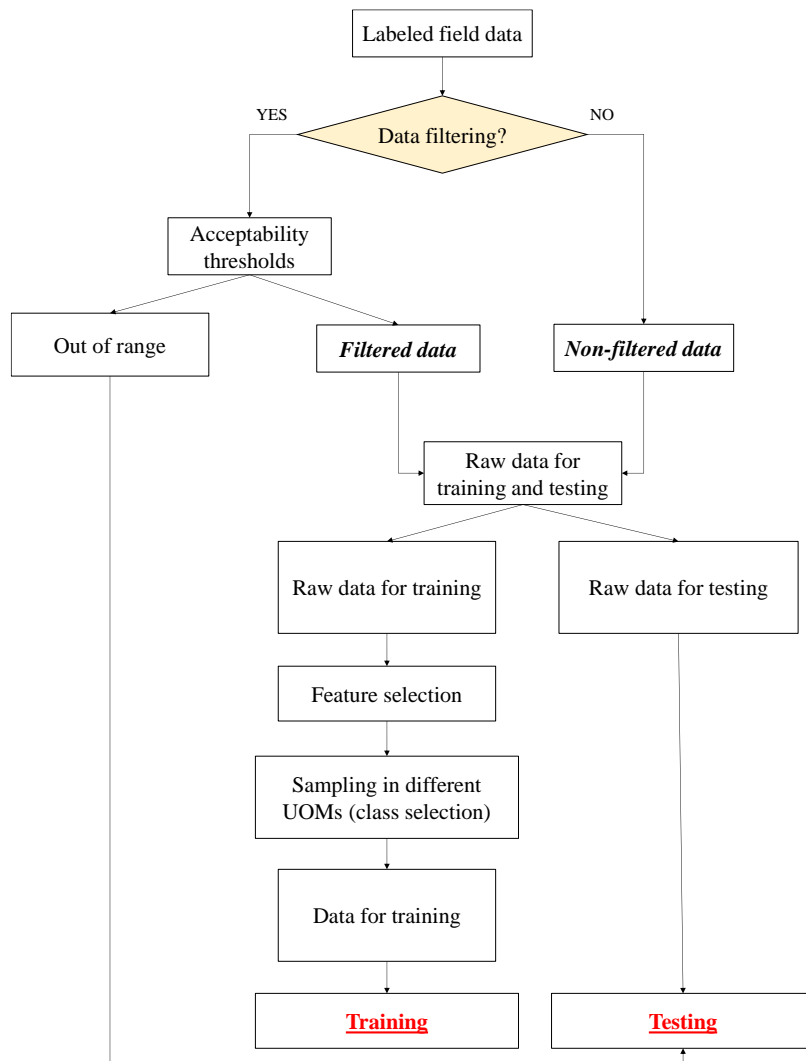 Labeled field data
YES
NO
Data filtering?
Acceptability
thresholds
Out of range
Filtered data
Non-filtered data
Raw data for
training and testing
Raw data for training
Raw data for testing
Feature selection
Sampling in different
UOMs (class selection)
Data for training
Training
Testing